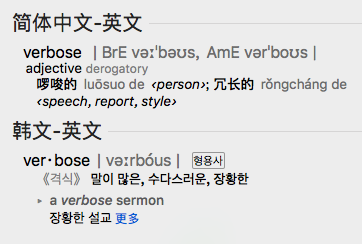 简体中文-英文
verbose | BrE vəːˈbəʊs, AmE vərˈboʊs |
adjective derogatory
啰唆的 luōsuo de ‹person›; 冗长的 rǒngcháng de
‹speech, report, style›
韩文-英文
ver·bose | vəːrbóus | 형용사
《격식》 말이 많은, 수다스러운, 장황한
▸ a verbose sermon
장황한 설교 更多